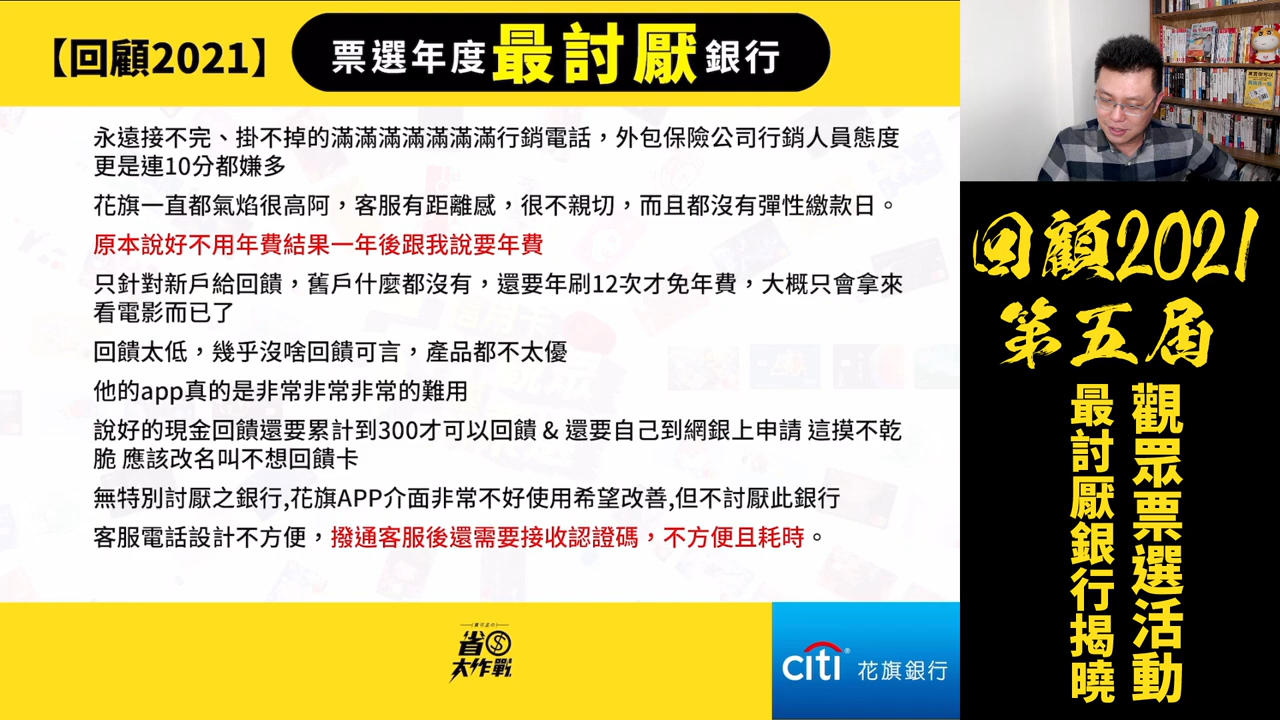 【回顧2021】
票選年度最討厭銀行
永遠接不完、掛不掉的滿滿滿滿滿滿滿行銷電話，外包保險公司行銷人員態度
更是連10分都嫌多
花旗一直都氣焰很高阿，客服有距離感，很不親切，而且都沒有彈性繳款日。
原本說好不用年費結果一年後跟我說要年費
只針對新戶給回饋，舊戶什麼都沒有，還要年刷12次才免年費，大概只會拿來
看電影而已了
回饋太低，幾乎沒啥回饋可言，產品都不太優
他的app真的是非常非常非常的難用
說好的現金回饋還要累計到300才可以回饋 & 還要自己到網銀上申請 這摸不乾
脆 應該改名叫不想回饋卡
無特別討厭之銀行,花旗APP介面非常不好使用希望改善,但不討厭此銀行
客服電話設計不方便，撥通客服後還需要接收認證碼，不方便且耗時。
省
大作戰
citi 花旗銀行
回顧2021
第五屆
觀眾票選活動
最討厭銀行揭曉